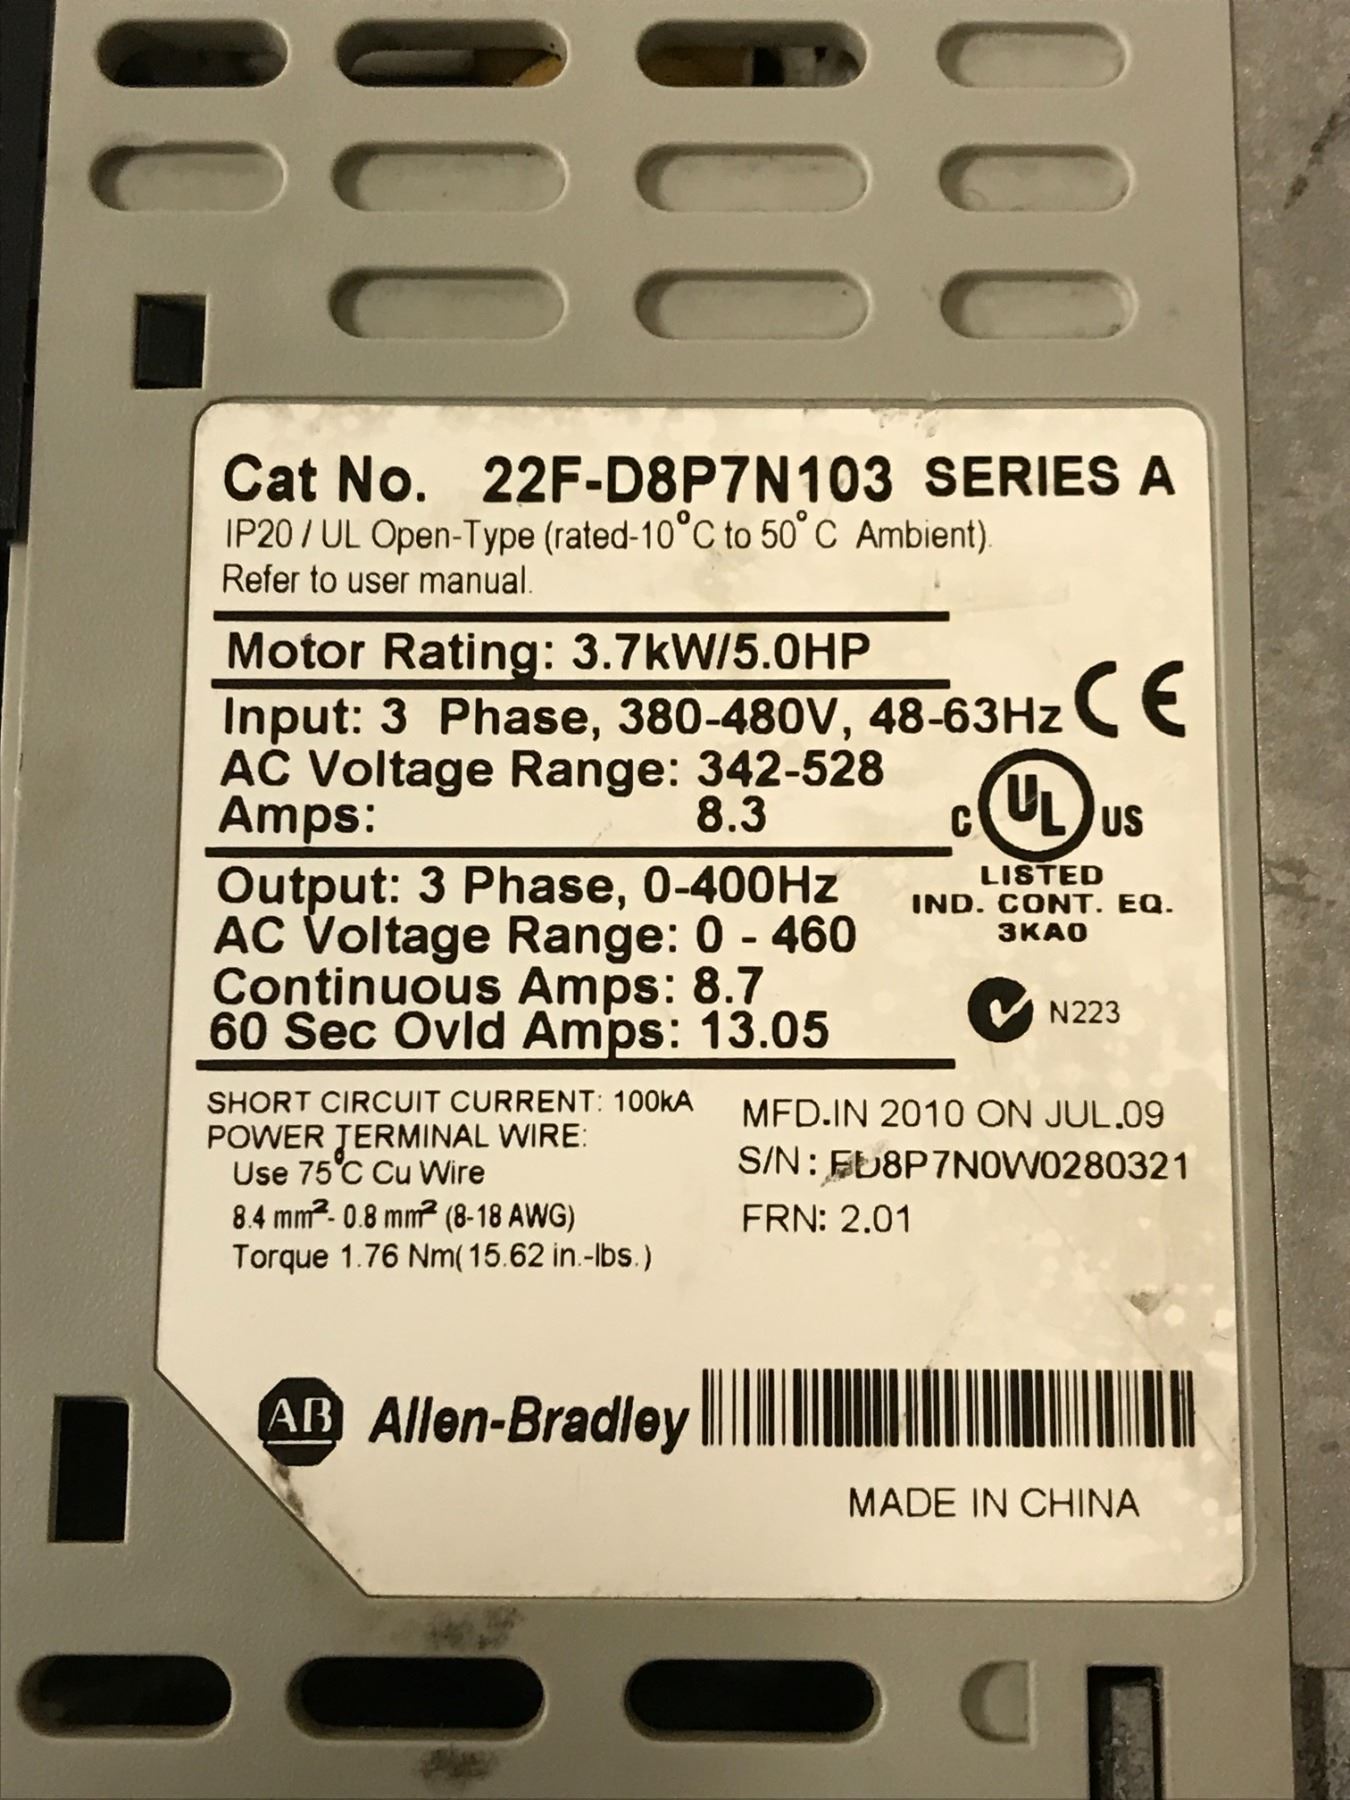 Cat No. 22F-D8P7N103 SERIES A
IP20 / UL Open-Type (rated-10°C to 50°C Ambient).
Refer to user manual.
Motor Rating: 3.7kW/5.0HP
Input: 3 Phase, 380-480V, 48-63Hz CE
AC Voltage Range: 342-528
Amps: 8.3
C UL US
LISTED
IND. CONT. EQ.
3KA0
Output: 3 Phase, 0-400Hz
AC Voltage Range: 0 - 460
Continuous Amps: 8.7
60 Sec Ovld Amps: 13.05
N223
SHORT CIRCUIT CURRENT: 100kA
POWER TERMINAL WIRE:
Use 75°C Cu Wire
8.4 mm²- 0.8 mm² (8-18 AWG)
Torque 1.76 Nm(15.62 in.-lbs.)
MFD.IN 2010 ON JUL.09
S/N: ED8P7N0W0280321
FRN: 2.01
AB Allen-Bradley
MADE IN CHINA